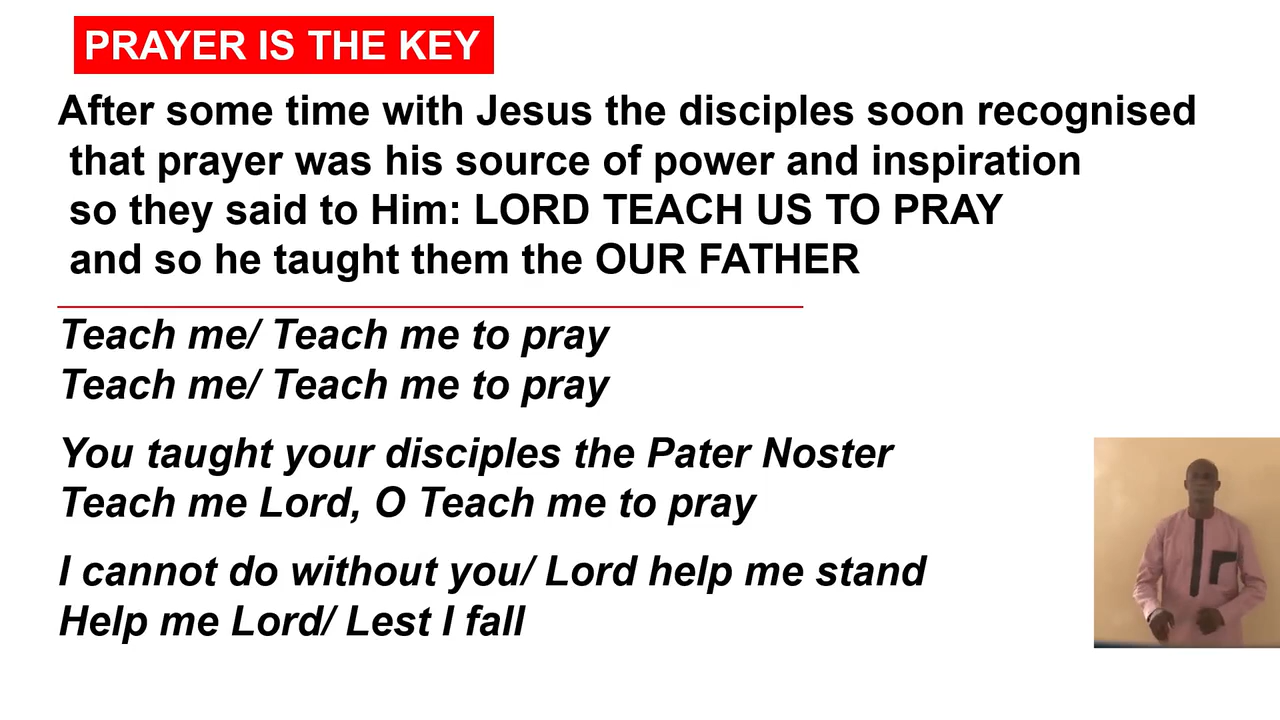 PRAYER IS THE KEY
After some time with Jesus the disciples soon recognised
that prayer was his source of power and inspiration
so they said to Him: LORD TEACH US TO PRAY
and so he taught them the OUR FATHER
Teach me/ Teach me to pray
Teach me/ Teach me to pray
You taught your disciples the Pater Noster
Teach me Lord, O Teach me to pray
I cannot do without you/ Lord help me stand
Help me Lord/ Lest I fall